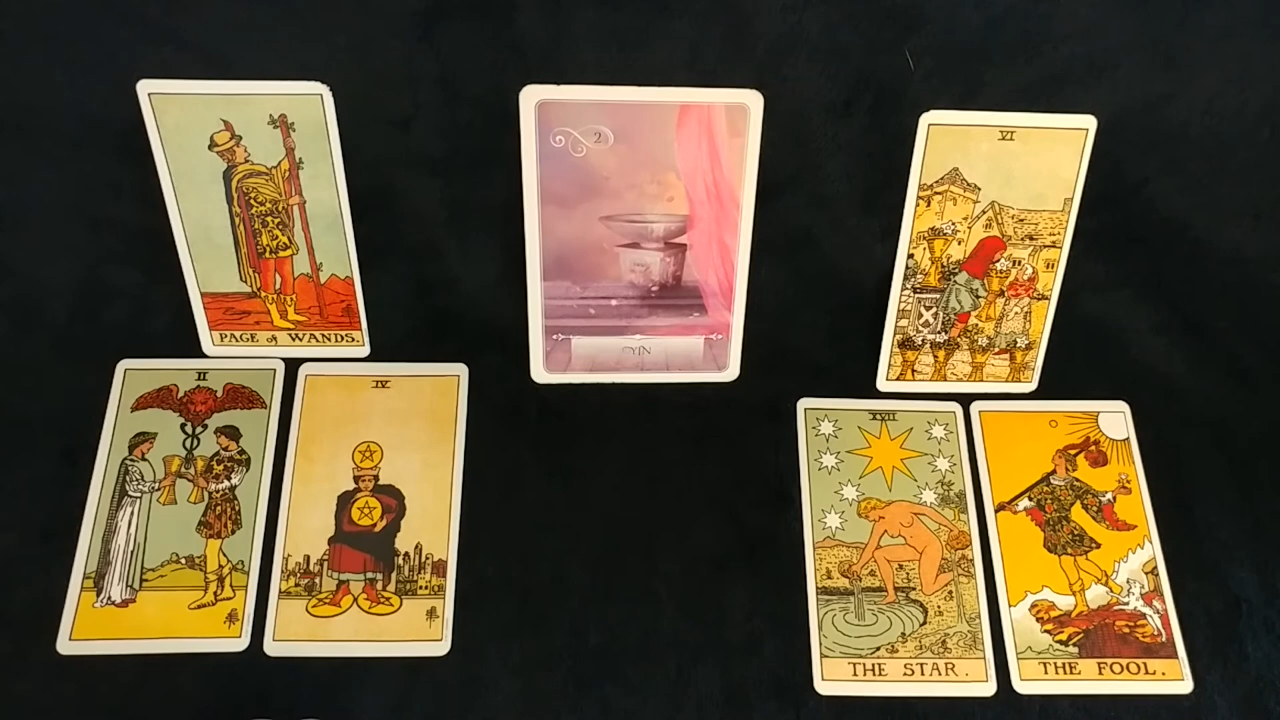 PAGE of WANDS.
2
YIN
VI
II
IV
XVII
THE STAR.
THE FOOL.